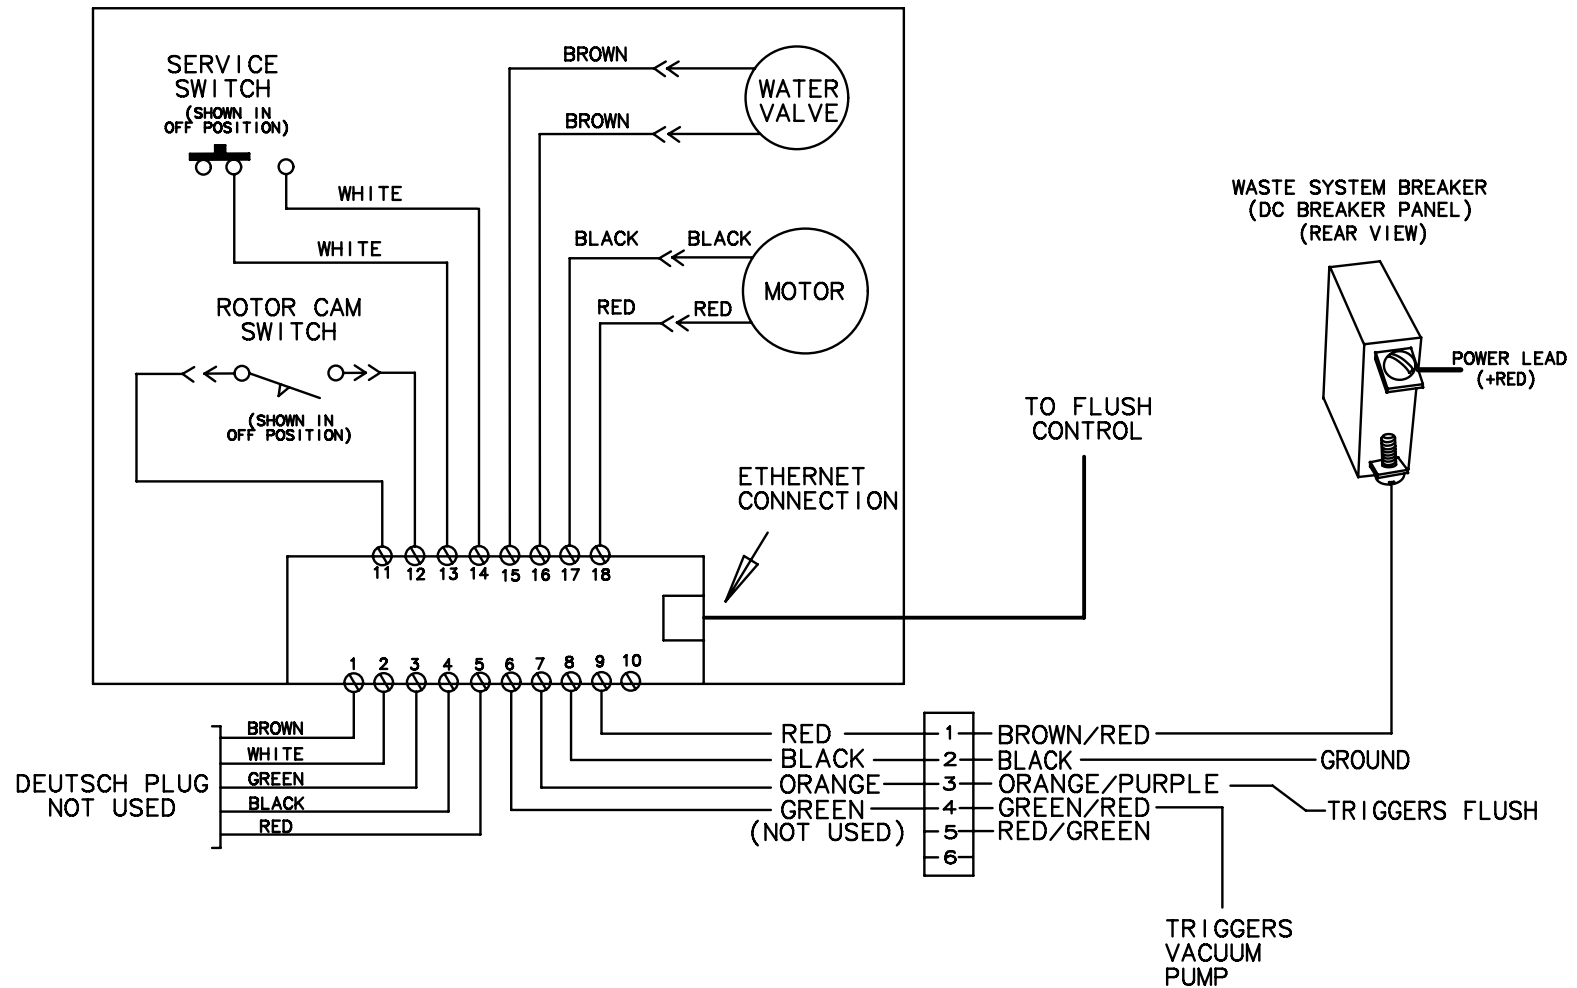 SERVICE
SWITCH
(SHOWN IN
OFF POSITION)
WHITE
WHITE
ROTOR CAM
SWITCH
(SHOWN IN
OFF POSITION)
BROWN
BROWN
WATER
VALVE
BLACK BLACK
RED RED
MOTOR
ETHERNET
CONNECTION
TO FLUSH
CONTROL
WASTE SYSTEM BREAKER
(DC BREAKER PANEL)
(REAR VIEW)
POWER LEAD
(+RED)
11 12 13 14 15 16 17 18
1 2 3 4 5 6 7 8 9 10
DEUTSCH PLUG
NOT USED
BROWN
WHITE
GREEN
BLACK
RED
RED 1 BROWN/RED
BLACK 2 BLACK GROUND
ORANGE 3 ORANGE/PURPLE TRIGGERS FLUSH
GREEN 4 GREEN/RED
(NOT USED) 5 RED/GREEN
6
TRIGGERS
VACUUM
PUMP